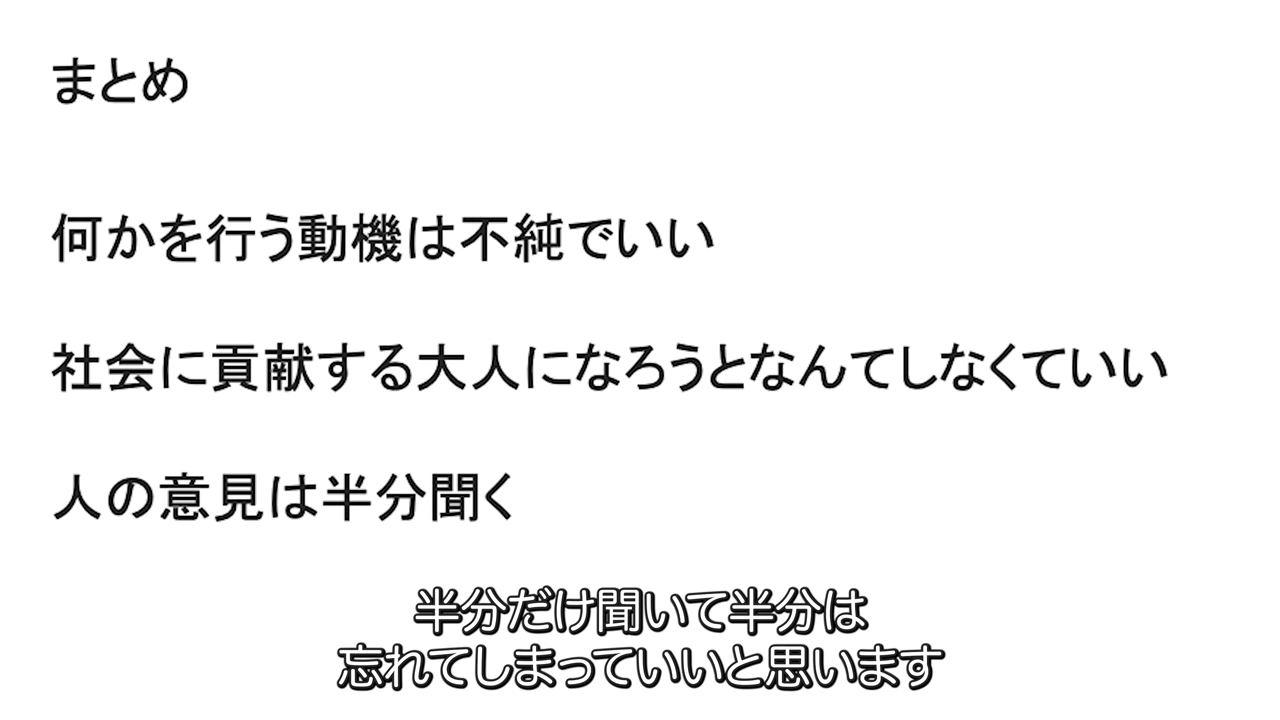 まとめ
何かを行う動機は不純でいい
社会に貢献する大人になろうとなんてしなくていい
人の意見は半分聞く
半分だけ聞いて半分は
忘れてしまっていいと思います